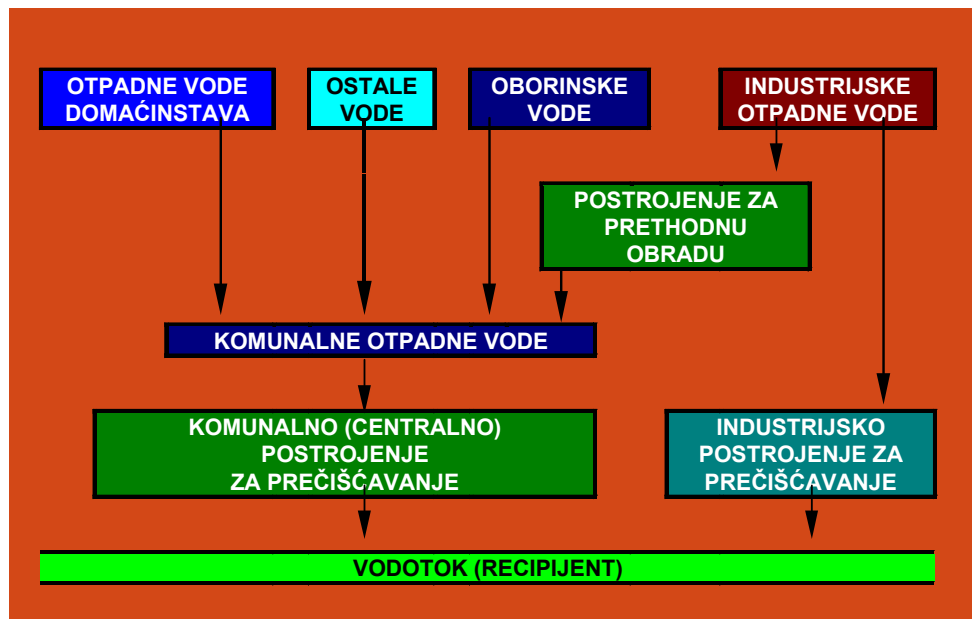 OTPADNE VODE
DOMAĆINSTAVA
OSTALE
VODE
OBORINSKE
VODE
INDUSTRIJSKE
OTPADNE VODE
POSTROJENJE ZA
PRETHODNU
OBRADU
KOMUNALNE OTPADNE VODE
KOMUNALNO (CENTRALNO)
POSTROJENJE
ZA PREČIŠĆAVANJE
INDUSTRIJSKO
POSTROJENJE ZA
PREČIŠĆAVANJE
VODOTOK (RECIPIJENT)